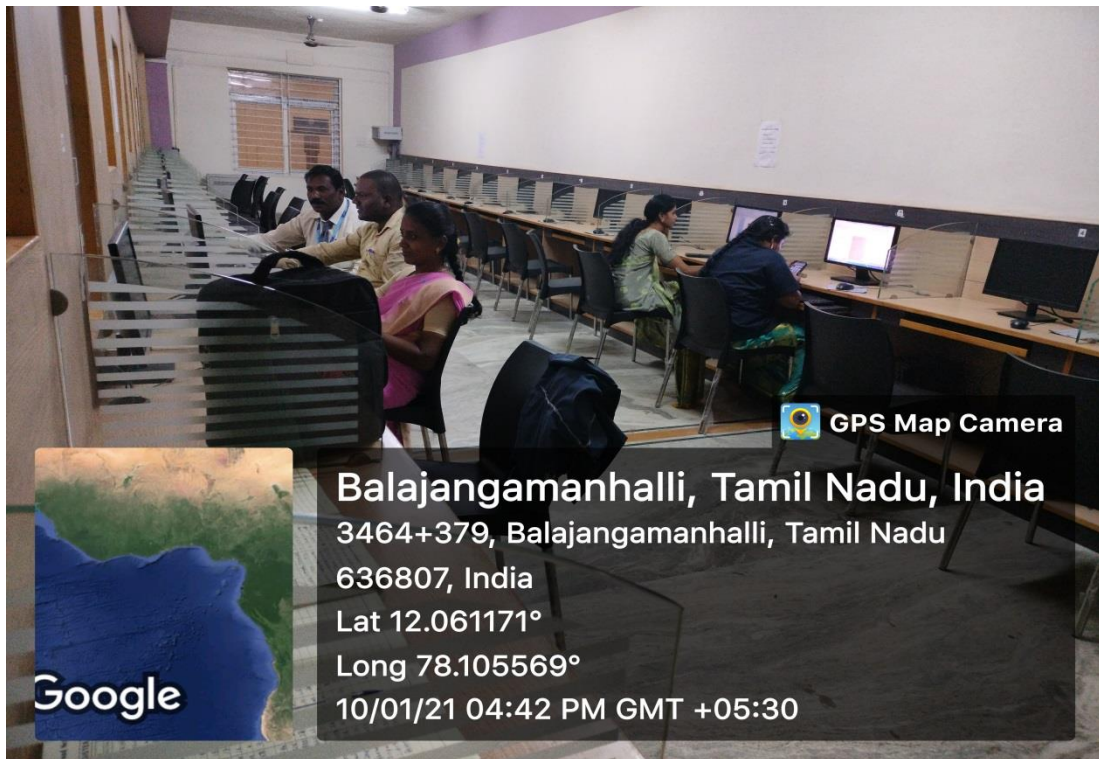 GPS Map Camera
Balajangamanhalli, Tamil Nadu, India
3464+379, Balajangamanhalli, Tamil Nadu
636807, India
Lat 12.061171°
Long 78.105569°
10/01/21 04:42 PM GMT +05:30
Google